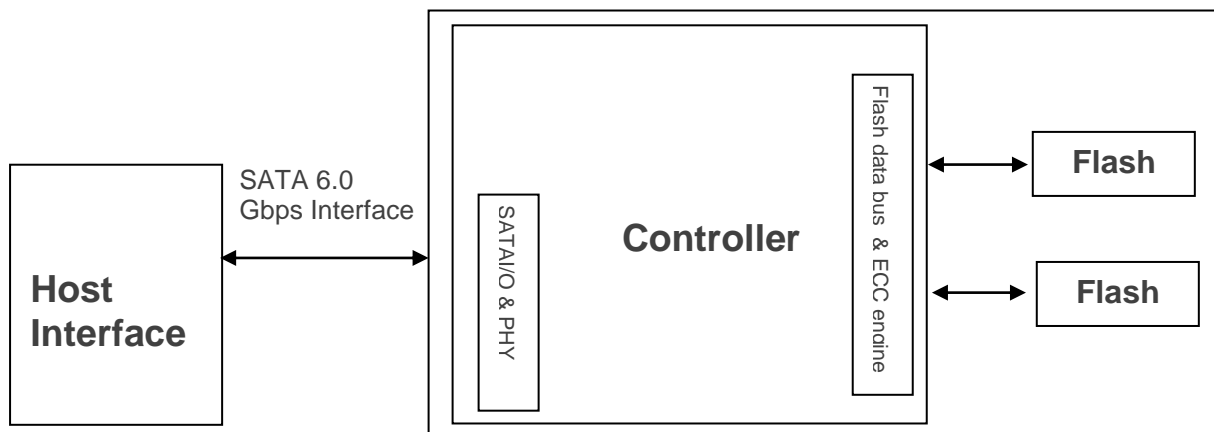 SATA 6.0
Gbps Interface
Host
Interface
SATAI/O & PHY
Controller
Flash data bus & ECC engine
Flash
Flash